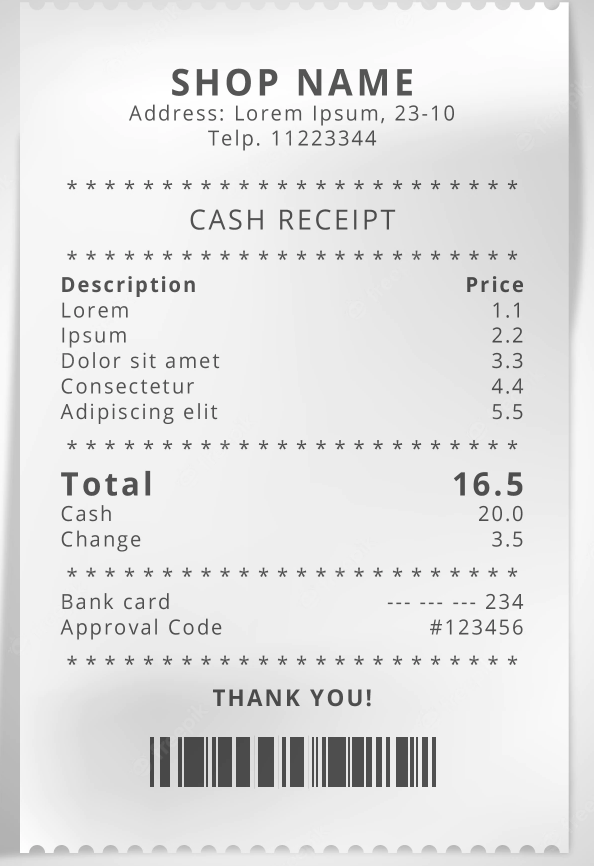 SHOP NAME
Address: Lorem Ipsum, 23-10
Telp. 11223344
* * * * * * * * * * * * * * * * * * * * * * * *
CASH RECEIPT
* * * * * * * * * * * * * * * * * * * * * * * *
Description Price
Lorem 1.1
Ipsum 2.2
Dolor sit amet 3.3
Consectetur 4.4
Adipiscing elit 5.5
* * * * * * * * * * * * * * * * * * * * * * * *
Total 16.5
Cash 20.0
Change 3.5
* * * * * * * * * * * * * * * * * * * * * * * *
Bank card --- --- --- 234
Approval Code #123456
* * * * * * * * * * * * * * * * * * * * * * * *
THANK YOU!